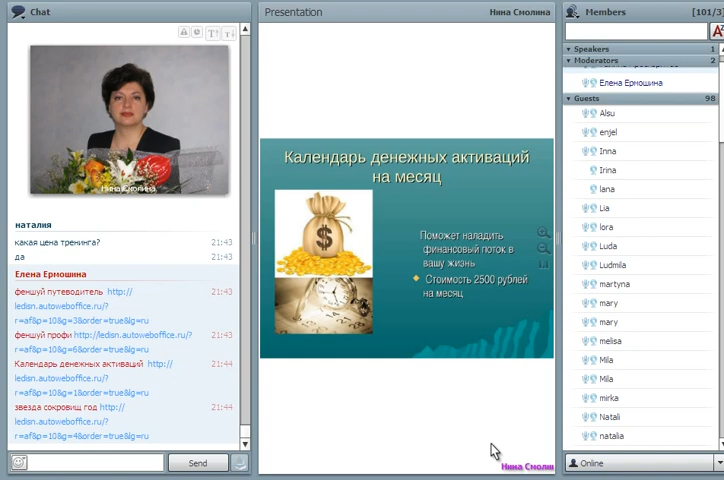 Chat
Нина Смолина
наталия
какая цена тренинга? 21:43
да 21:43
Елена Ермошина
феншуй путеводитель http:// 21:43
ledisn.autoweboffice.ru/?
r=af&p=10&g=3&order=true&lg=ru
феншуй профи http://ledisn.autoweboffice.ru/? 21:43
r=af&p=10&g=6&order=true&lg=ru
Календарь денежных активаций http:// 21:44
ledisn.autoweboffice.ru/?
r=af&p=10&g=1&order=true&lg=ru
звезда сокровищ год http:// 21:44
ledisn.autoweboffice.ru/?
r=af&p=10&g=4&order=true&lg=ru
Send
Presentation Нина Смолина
Календарь денежных активаций
на месяц
Поможет наладить
финансовый поток в
вашу жизнь
Стоимость 2500 рублей
на месяц
Нина Смолин
Members [101/3]
Speakers 1
Moderators 2
Елена Ермошина
Guests 98
Alsu
enjel
Inna
Irina
lana
Lia
lora
Luda
Ludmila
martyna
mary
mary
melisa
Mila
Mila
mirka
Natali
natalia
Online